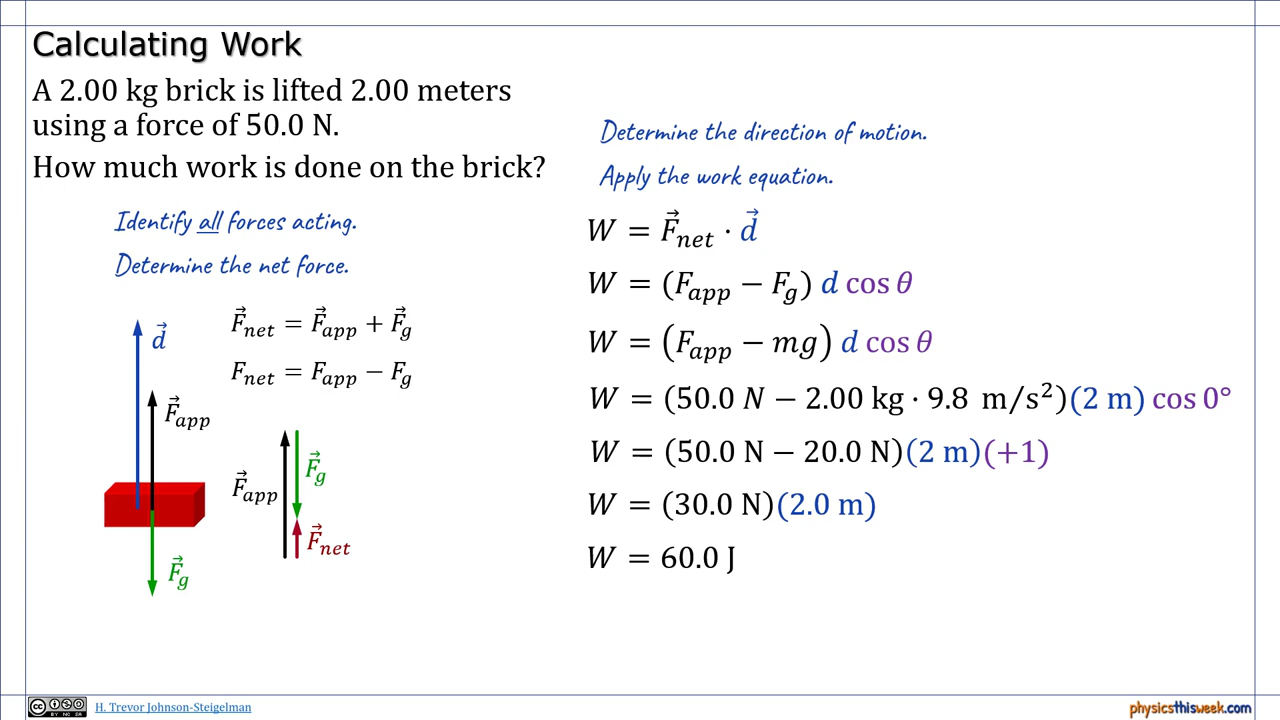 Calculating Work
A 2.00 kg brick is lifted 2.00 meters
using a force of 50.0 N.
How much work is done on the brick?
Identify all forces acting.
Determine the net force.
F⃗net = F⃗app + F⃗g
Fnet = Fapp − Fg
d⃗
F⃗app
F⃗g
F⃗app
F⃗g
F⃗net
Determine the direction of motion.
Apply the work equation.
W = F⃗net · d⃗
W = (Fapp − Fg) d cos θ
W = (Fapp − mg) d cos θ
W = (50.0 N − 2.00 kg · 9.8 m/s²)(2 m) cos 0°
W = (50.0 N − 20.0 N)(2 m)(+1)
W = (30.0 N)(2.0 m)
W = 60.0 J
cc BY NC SA
H. Trevor Johnson-Steigelman
physicsthisweek.com